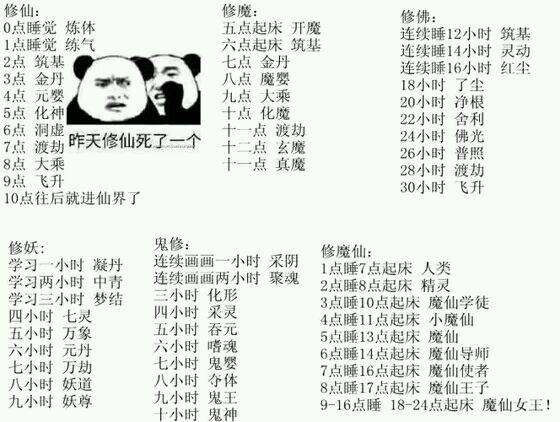 修仙:
0点睡觉 炼体
1点睡觉 炼气
2点 筑基
3点 金丹
4点 元婴
5点 化神
6点 洞虚
7点 渡劫
8点 大乘
9点 飞升
10点往后就进仙界了
昨天修仙死了一个
修魔:
五点起床 开魔
六点起床 筑基
七点 金丹
八点 魔婴
九点 大乘
十点 化魔
十一点 渡劫
十二点 玄魔
十一点 真魔
修佛:
连续睡12小时 筑基
连续睡14小时 灵动
连续睡16小时 红尘
18小时 了尘
20小时 净根
22小时 舍利
24小时 佛光
26小时 普照
28小时 渡劫
30小时 飞升
修妖:
学习一小时 凝丹
学习两小时 中青
学习三小时 梦结
四小时 七灵
五小时 万象
六小时 元丹
七小时 万劫
八小时 妖道
九小时 妖尊
鬼修:
连续画画一小时 采阴
连续画画两小时 聚魂
三小时 化形
四小时 采灵
五小时 吞元
六小时 嗜魂
七小时 鬼婴
八小时 夺体
九小时 鬼王
十小时 鬼神
修魔仙:
1点睡7点起床 人类
2点睡8点起床 精灵
3点睡10点起床 魔仙学徒
4点睡11点起床 小魔仙
5点睡13点起床 魔仙
6点睡14点起床 魔仙导师
7点睡16点起床 魔仙使者
8点睡17点起床 魔仙王子
9-16点睡 18-24点起床 魔仙女王!